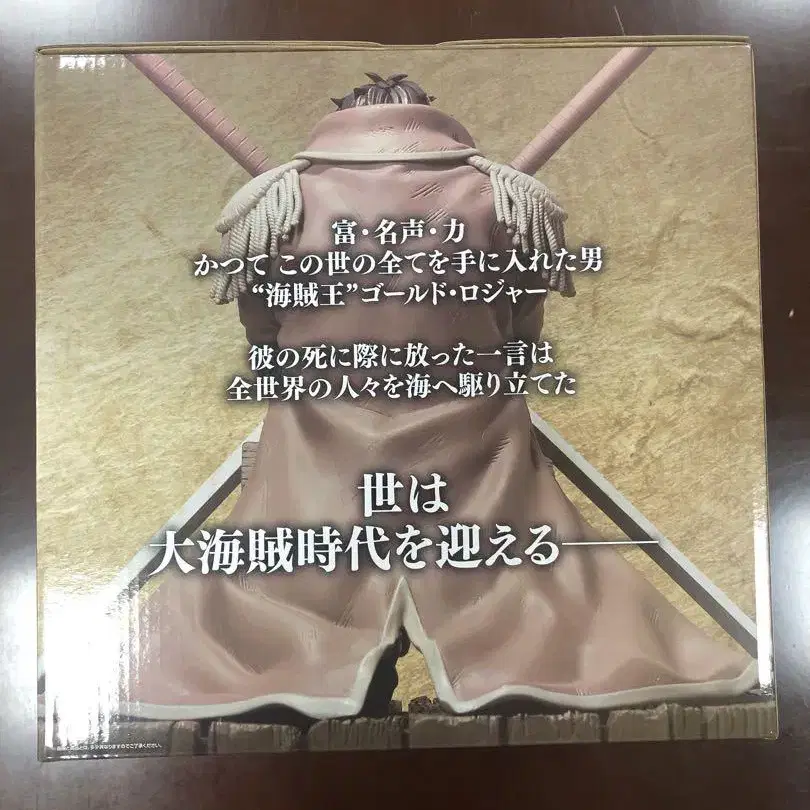 富・名声・力
かつて この世の全てを手に入れた男
“海賊王”ゴールド・ロジャー
彼の死に際に放った一言は
全世界の人々を海へ駆り立てた
世は
大海賊時代を迎える――